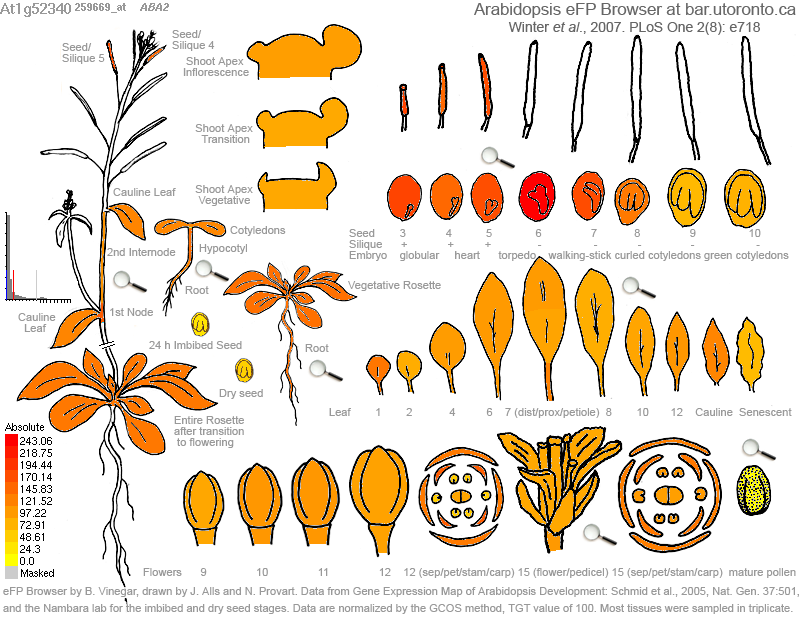 At1g52340 259669_at ABA2
Arabidopsis eFP Browser at bar.utoronto.ca
Winter et al., 2007. PLoS One 2(8): e718
Seed/
Silique 5
Seed/
Silique 4
Shoot Apex
Inflorescence
Shoot Apex
Transition
Shoot Apex
Vegetative
Cauline Leaf
Cotyledons
2nd Internode
Hypocotyl
Root
Seed 3 4 5 6 7 8 9 10
Silique + + + - - - - -
Embryo globular heart torpedo walking-stick curled cotyledons green cotyledons
Vegetative Rosette
1st Node
Cauline
Leaf
24 h Imbibed Seed
Root
Dry seed
Leaf 1 2 4 6 7 (dist/prox/petiole) 8 10 12 Cauline Senescent
Entire Rosette
after transition
to flowering
Absolute
243.06
218.75
194.44
170.14
145.83
121.52
97.22
72.91
48.61
24.3
0.0
Masked
Flowers 9 10 11 12 12 (sep/pet/stam/carp) 15 (flower/pedicel) 15 (sep/pet/stam/carp) mature pollen
eFP Browser by B. Vinegar, drawn by J. Alls and N. Provart. Data from Gene Expression Map of Arabidopsis Development: Schmid et al., 2005, Nat. Gen. 37:501,
and the Nambara lab for the imbibed and dry seed stages. Data are normalized by the GCOS method, TGT value of 100. Most tissues were sampled in triplicate.